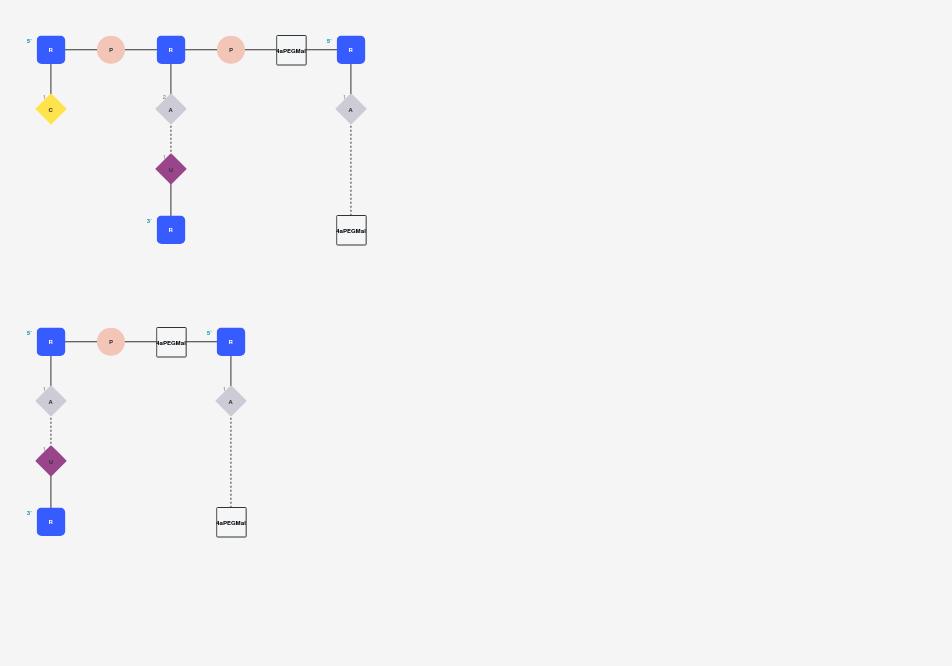 5' R P R P 4aPEGMal 5' R
1 C 2 A 1 A
1 U
3' R 4aPEGMal
5' R P 4aPEGMal 5' R
1 A 1 A
1 U
3' R 4aPEGMal